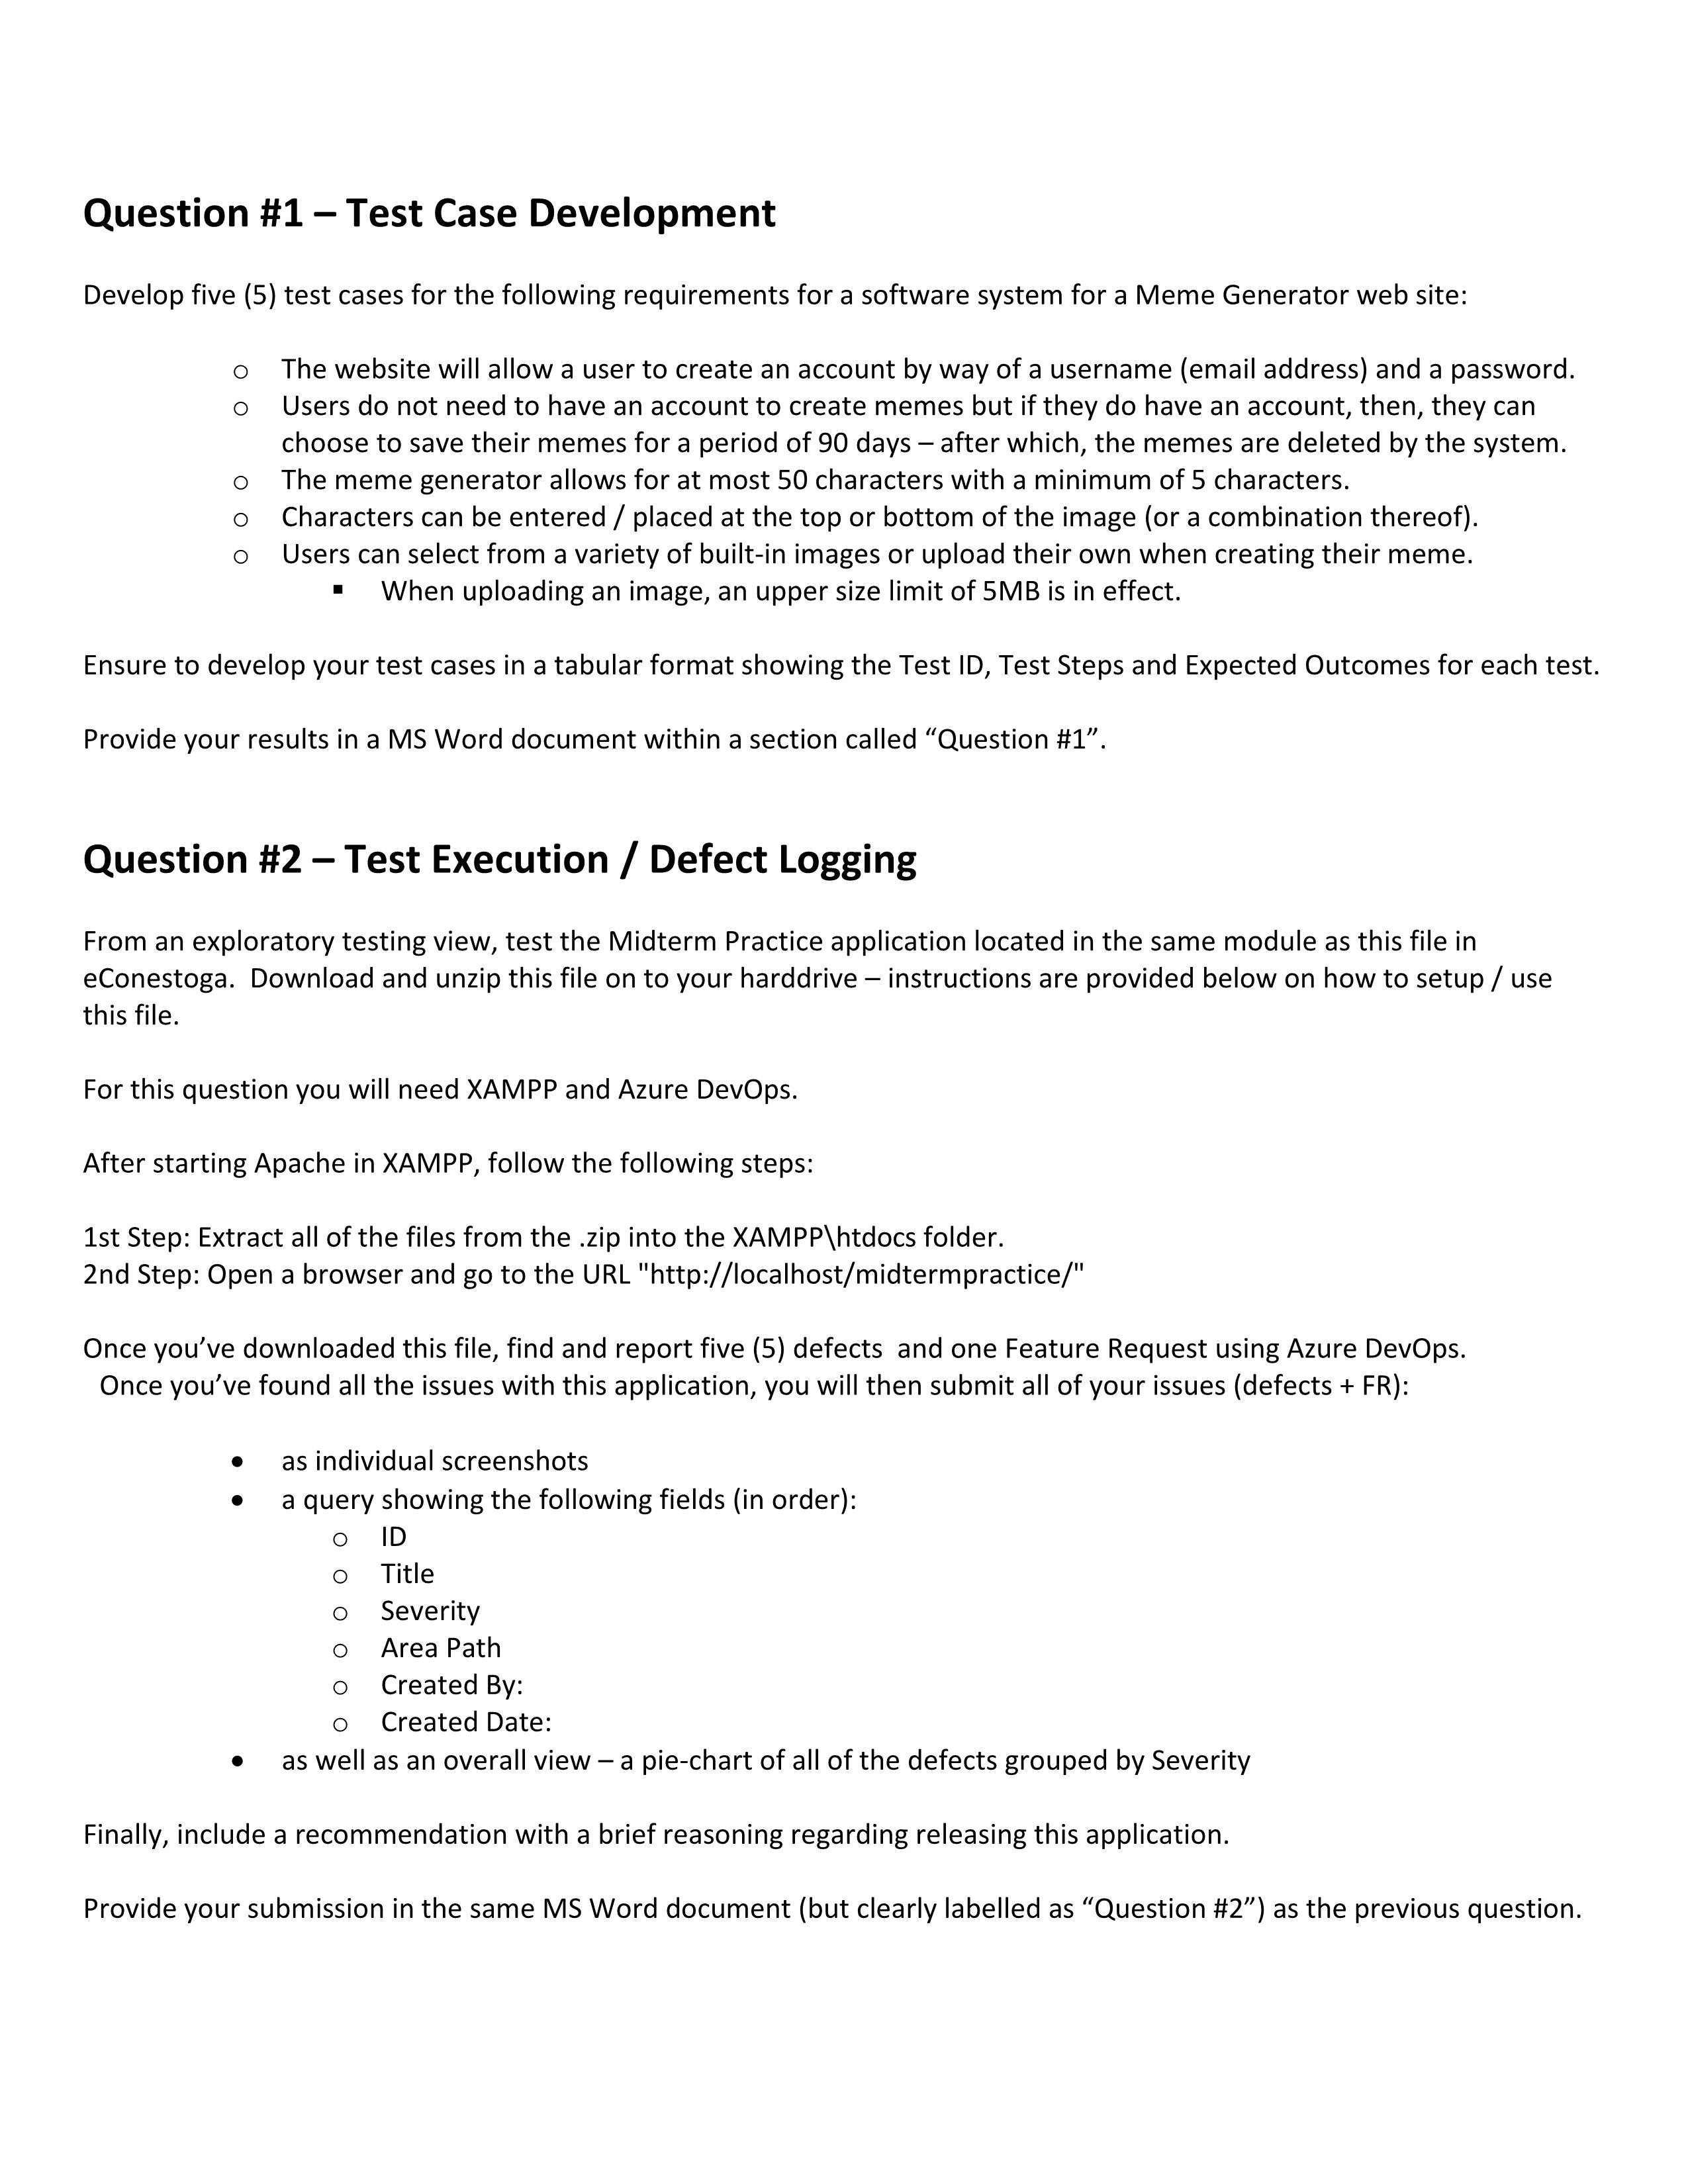 Question #1 – Test Case Development
Develop five (5) test cases for the following requirements for a software system for a Meme Generator web site:
o The website will allow a user to create an account by way of a username (email address) and a password.
o Users do not need to have an account to create memes but if they do have an account, then, they can
choose to save their memes for a period of 90 days – after which, the memes are deleted by the system.
o The meme generator allows for at most 50 characters with a minimum of 5 characters.
o Characters can be entered / placed at the top or bottom of the image (or a combination thereof).
o Users can select from a variety of built-in images or upload their own when creating their meme.
▪ When uploading an image, an upper size limit of 5MB is in effect.
Ensure to develop your test cases in a tabular format showing the Test ID, Test Steps and Expected Outcomes for each test.
Provide your results in a MS Word document within a section called “Question #1”.
Question #2 – Test Execution / Defect Logging
From an exploratory testing view, test the Midterm Practice application located in the same module as this file in
eConestoga.  Download and unzip this file on to your harddrive – instructions are provided below on how to setup / use
this file.
For this question you will need XAMPP and Azure DevOps.
After starting Apache in XAMPP, follow the following steps:
1st Step: Extract all of the files from the .zip into the XAMPP\htdocs folder.
2nd Step: Open a browser and go to the URL "http://localhost/midtermpractice/"
Once you’ve downloaded this file, find and report five (5) defects  and one Feature Request using Azure DevOps.
Once you’ve found all the issues with this application, you will then submit all of your issues (defects + FR):
• as individual screenshots
• a query showing the following fields (in order):
o ID
o Title
o Severity
o Area Path
o Created By:
o Created Date:
• as well as an overall view – a pie-chart of all of the defects grouped by Severity
Finally, include a recommendation with a brief reasoning regarding releasing this application.
Provide your submission in the same MS Word document (but clearly labelled as “Question #2”) as the previous question.